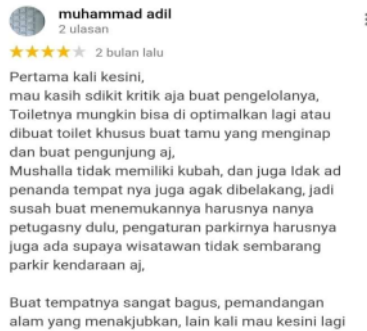 muhammad adil
2 ulasan
2 bulan lalu
Pertama kali kesini,
mau kasih sdikit kritik aja buat pengelolanya,
Toiletnya mungkin bisa di optimalkan lagi atau
dibuat toilet khusus buat tamu yang menginap
dan buat pengunjung aj,
Mushalla tidak memiliki kubah, dan juga Idak ad
penanda tempat nya juga agak dibelakang, jadi
susah buat menemukannya harusnya nanya
petugasny dulu, pengaturan parkirnya harusnya
juga ada supaya wisatawan tidak sembarang
parkir kendaraan aj,
Buat tempatnya sangat bagus, pemandangan
alam yang menakjubkan, lain kali mau kesini lagi